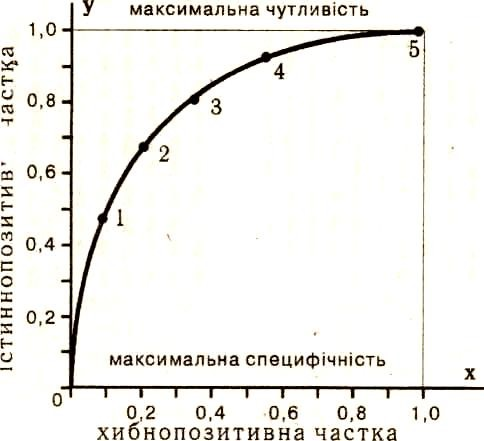 у
максимальна чутливість
1,0
0,8
0,6
0,4
0,2
0
істиннопозитив' частка
1
2
3
4
5
максимальна специфічність
х
0,2
0,4
0,6
0,8
1,0
хибнопозитивна частка